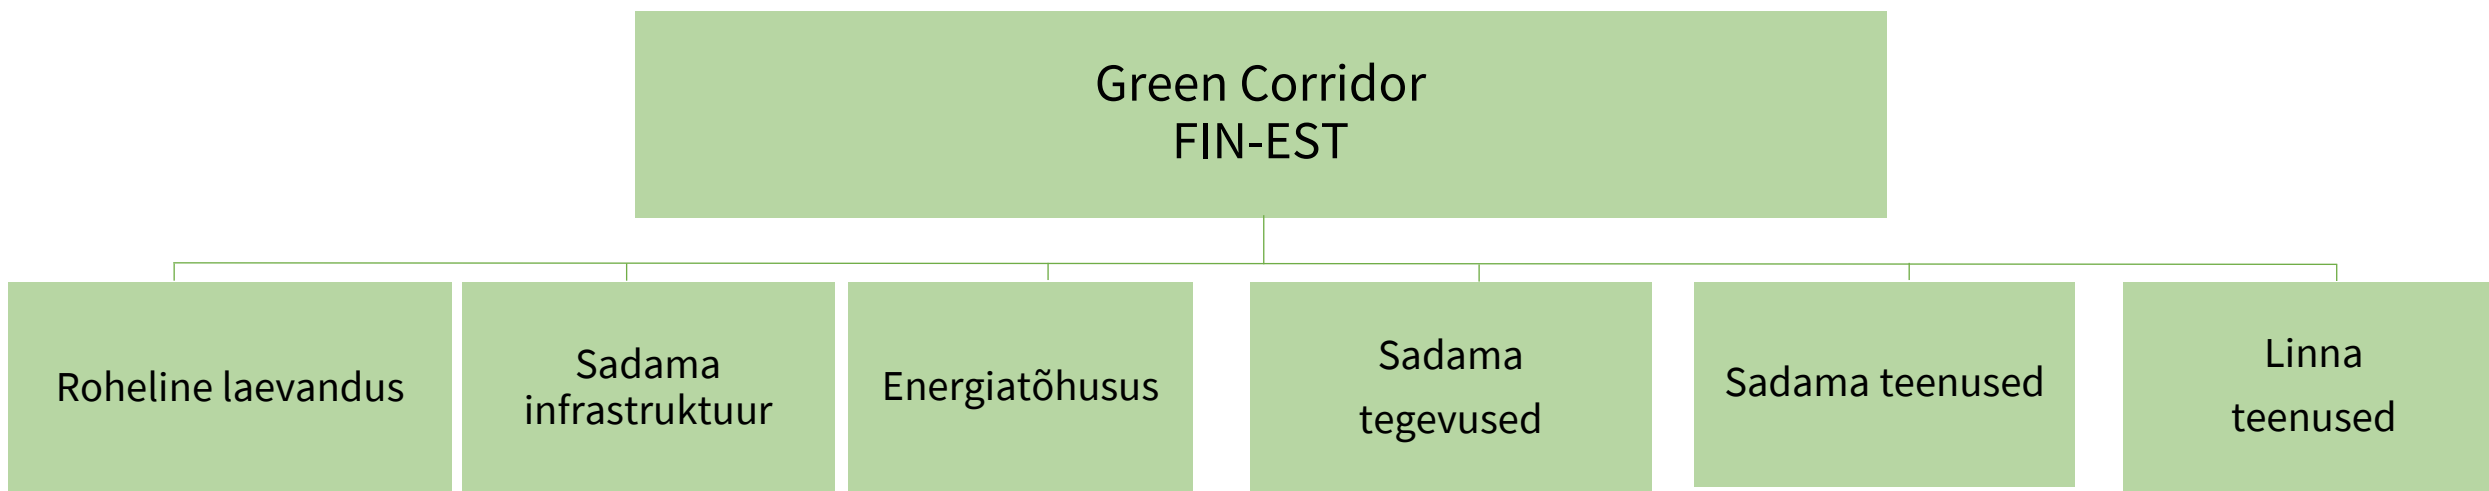 Green Corridor
FIN-EST
Roheline laevandus
Sadama
infrastruktuur
Energiatõhusus
Sadama
tegevused
Sadama teenused
Linna
teenused